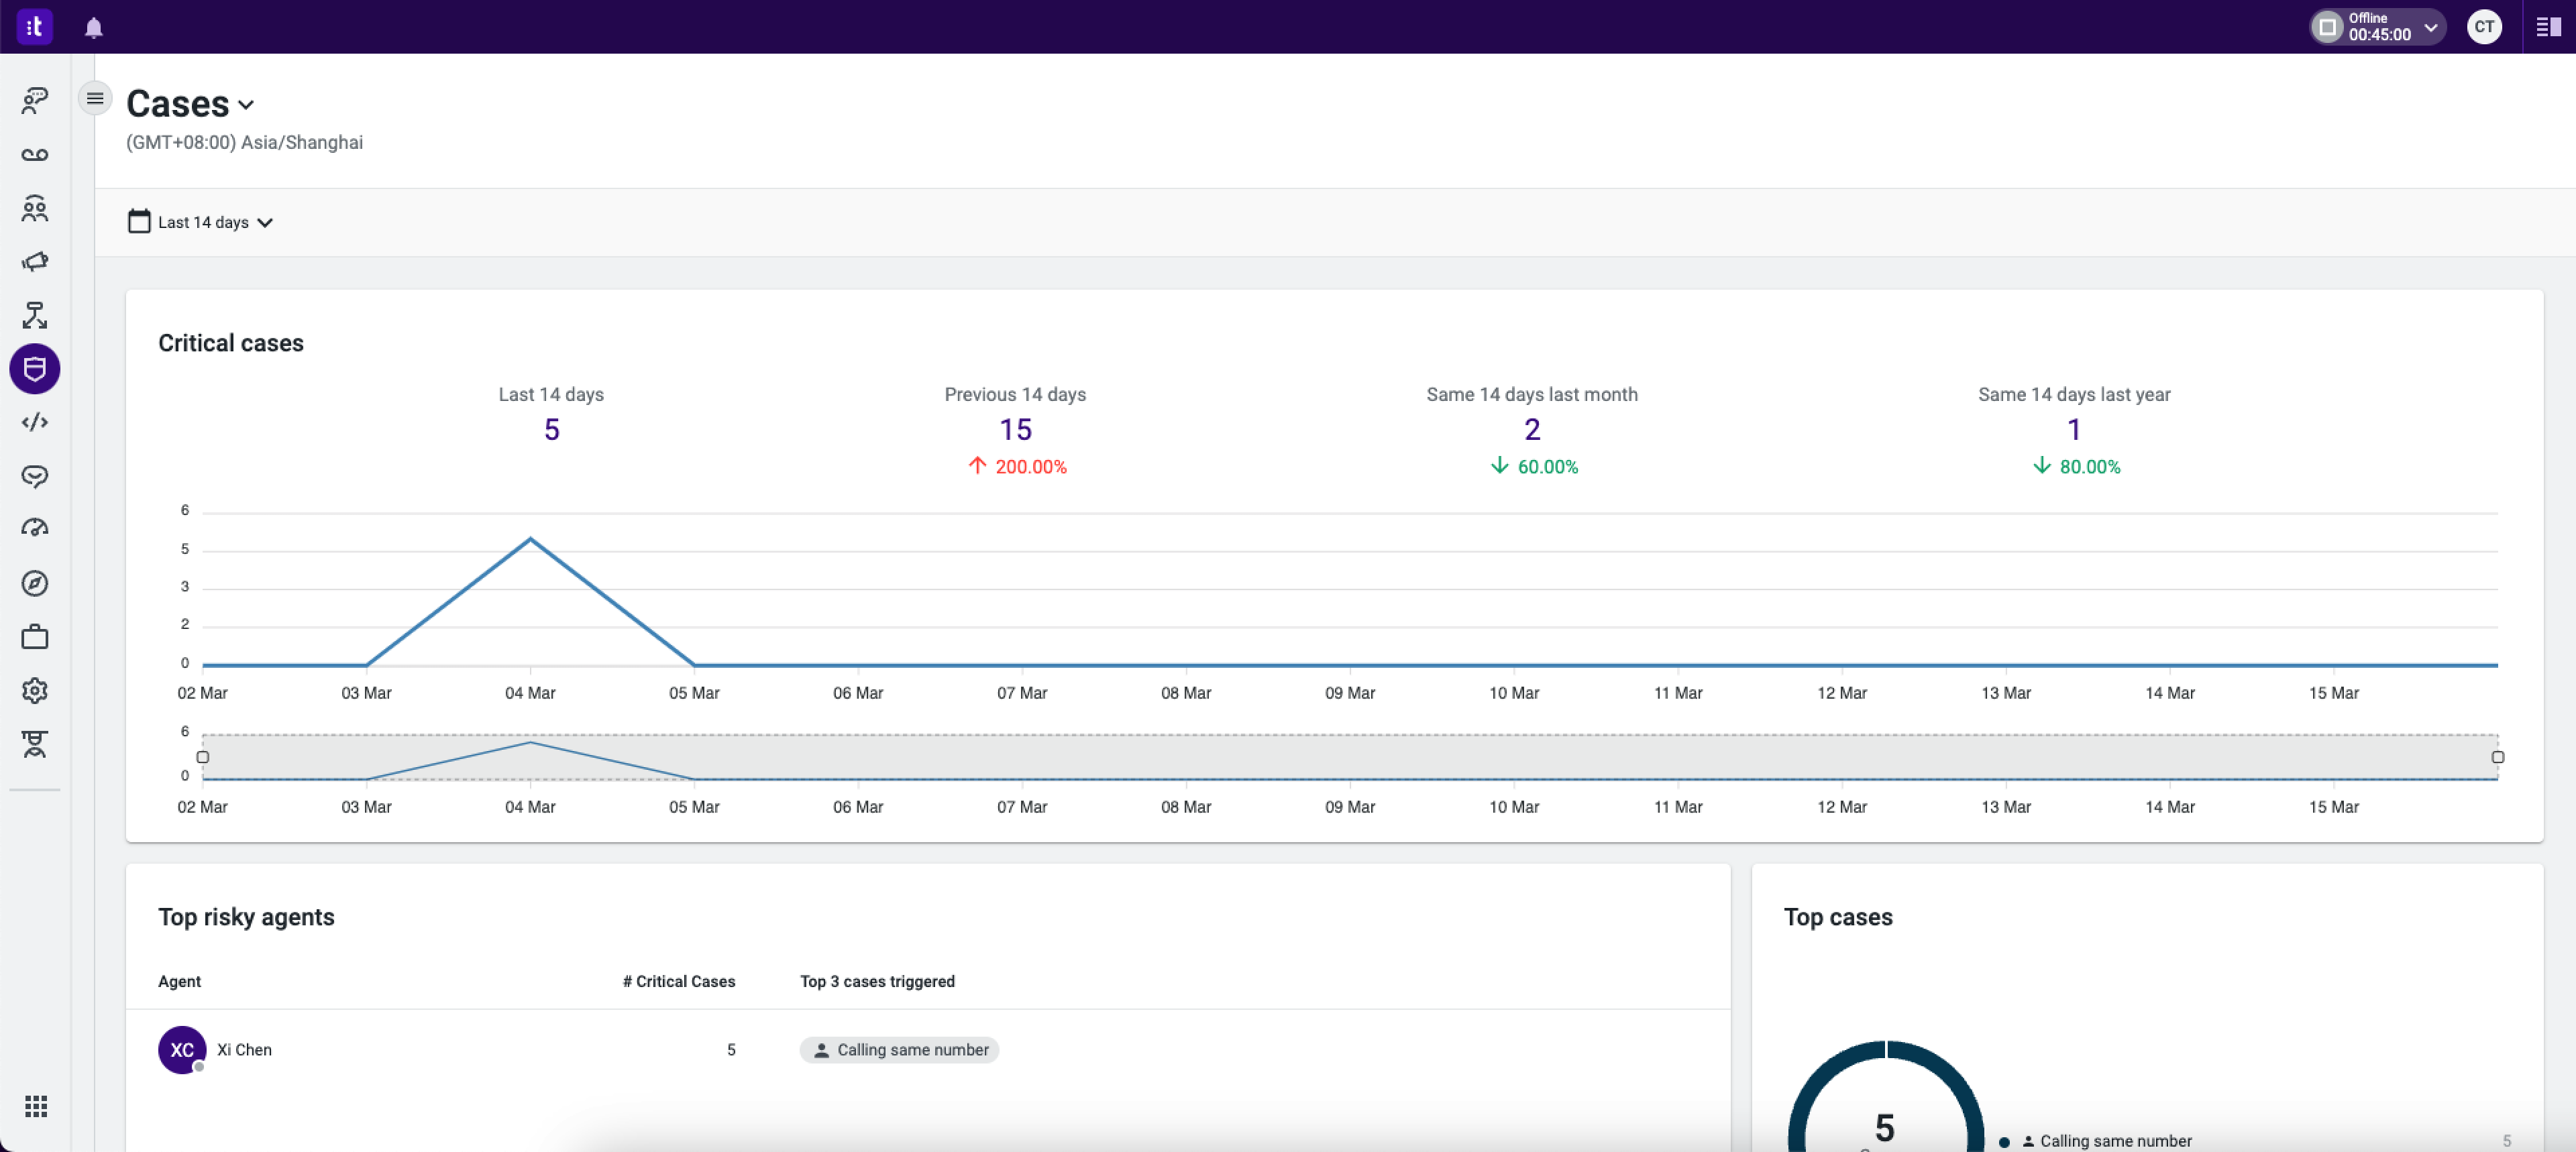 :t
Offline
00:45:00
CT
Cases
(GMT+08:00) Asia/Shanghai
Last 14 days
Critical cases
Last 14 days
5
Previous 14 days
15
200.00%
Same 14 days last month
2
60.00%
Same 14 days last year
1
80.00%
6
5
3
2
0
02 Mar 03 Mar 04 Mar 05 Mar 06 Mar 07 Mar 08 Mar 09 Mar 10 Mar 11 Mar 12 Mar 13 Mar 14 Mar 15 Mar
6
0
02 Mar 03 Mar 04 Mar 05 Mar 06 Mar 07 Mar 08 Mar 09 Mar 10 Mar 11 Mar 12 Mar 13 Mar 14 Mar 15 Mar
Top risky agents
Agent # Critical Cases Top 3 cases triggered
XC Xi Chen 5 Calling same number
Top cases
5
Calling same number 5